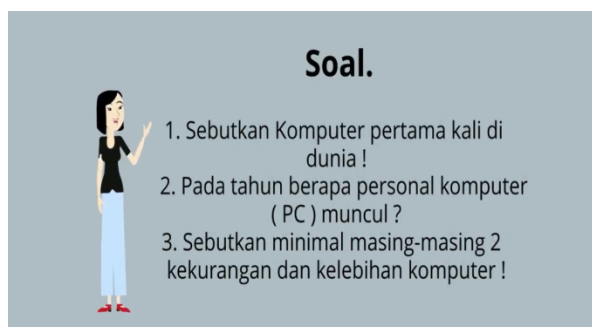 Soal.
1. Sebutkan Komputer pertama kali di
dunia !
2. Pada tahun berapa personal komputer
( PC ) muncul ?
3. Sebutkan minimal masing-masing 2
kekurangan dan kelebihan komputer !